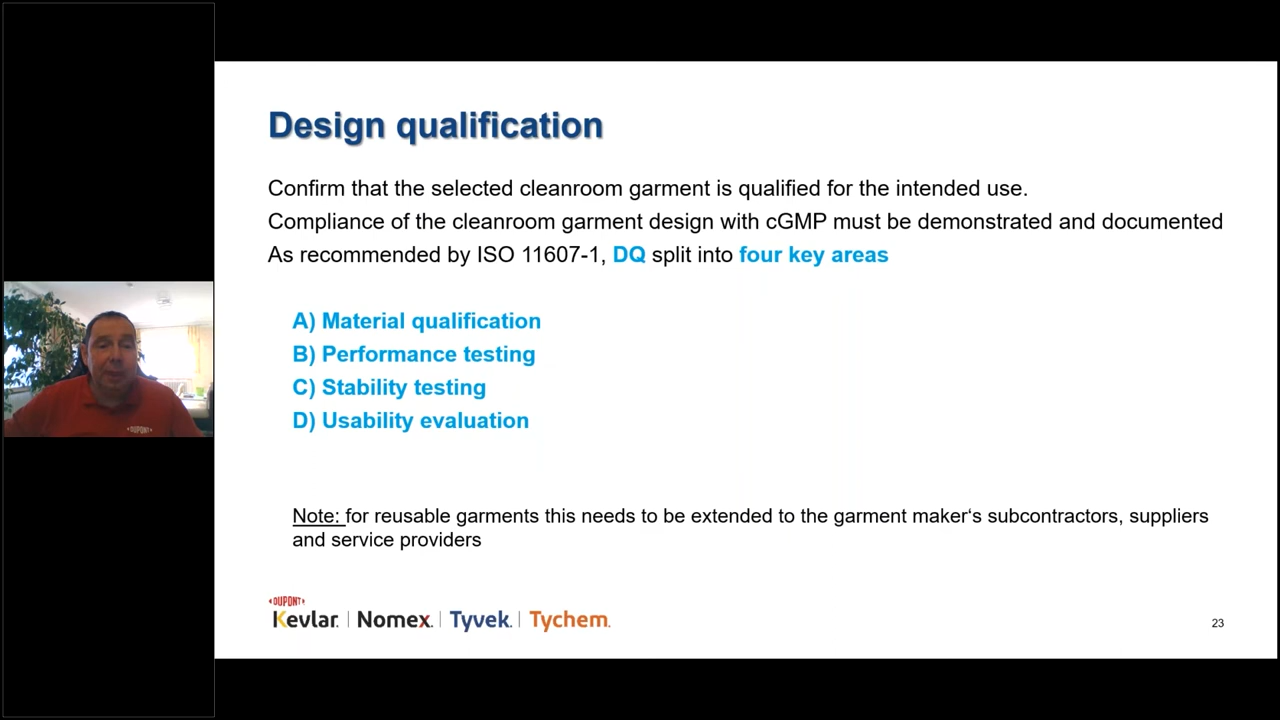 Design qualification
Confirm that the selected cleanroom garment is qualified for the intended use.
Compliance of the cleanroom garment design with cGMP must be demonstrated and documented
As recommended by ISO 11607-1, DQ split into four key areas
A) Material qualification
B) Performance testing
C) Stability testing
D) Usability evaluation
Note: for reusable garments this needs to be extended to the garment maker‘s subcontractors, suppliers
and service providers
DUPONT
DUPONT
Kevlar. | Nomex. | Tyvek. | Tychem.
23